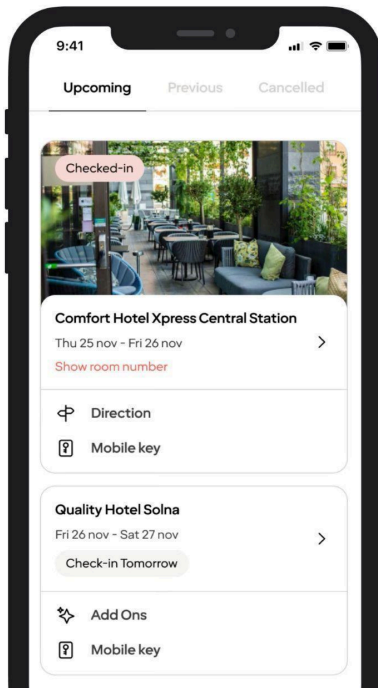 9:41
Upcoming Previous Cancelled
Checked-in
Comfort Hotel Xpress Central Station
Thu 25 nov - Fri 26 nov
Show room number
Direction
Mobile key
Quality Hotel Solna
Fri 26 nov - Sat 27 nov
Check-in Tomorrow
Add Ons
Mobile key